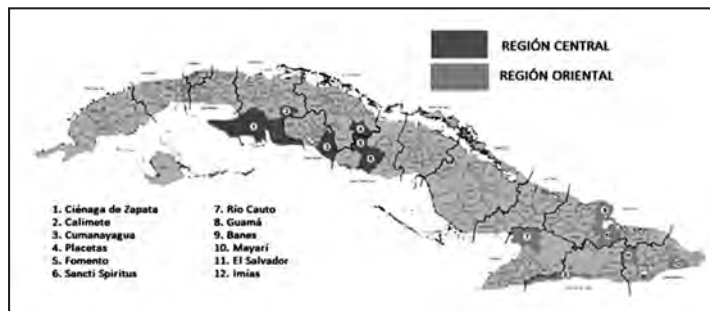 REGIÓN CENTRAL
REGIÓN ORIENTAL
1. Ciénaga de Zapata
2. Calimete
3. Cumanayagua
4. Placetas
5. Fomento
6. Sancti Spiritus
7. Río Cauto
8. Guamá
9. Banes
10. Mayarí
11. El Salvador
12. Imías